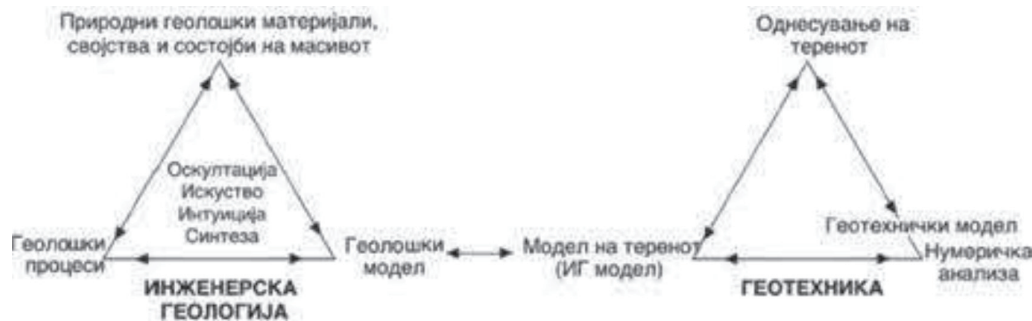 Природни геолошки материјали,
својства и состојби на масивот
Оскултација
Искуство
Интуиција
Синтеза
Геолошки
процеси
Геолошки
модел
ИНЖЕНЕРСКА
ГЕОЛОГИЈА
Однесување на
теренот
Модел на теренот
(ИГ модел)
Геотехнички модел
Нумеричка
анализа
ГЕОТЕХНИКА